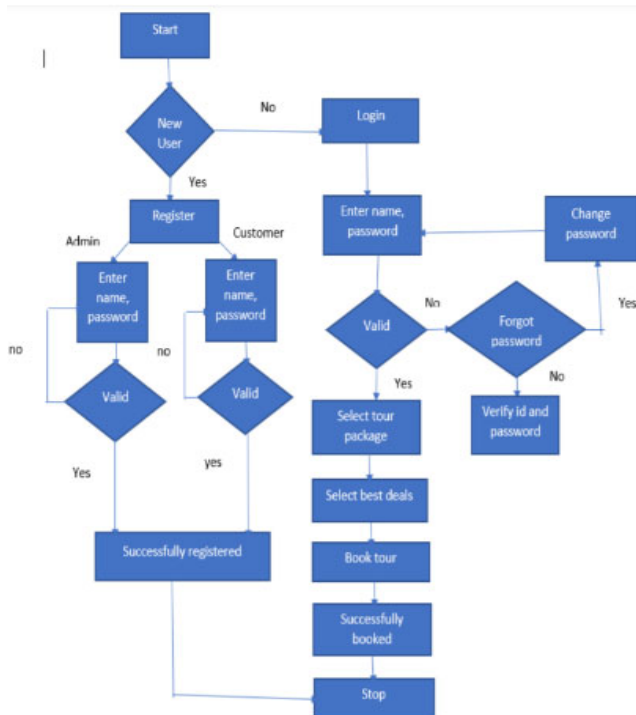 Start
New
User
No
Login
Yes
Register
Admin
Customer
Enter
name,
password
Enter
name,
password
no
no
Valid
Valid
Yes
yes
Successfully registered
Enter name,
password
Change
password
Valid
No
Forgot
password
Yes
No
Verify id and
password
Yes
Select tour
package
Select best deals
Book tour
Successfully
booked
Stop